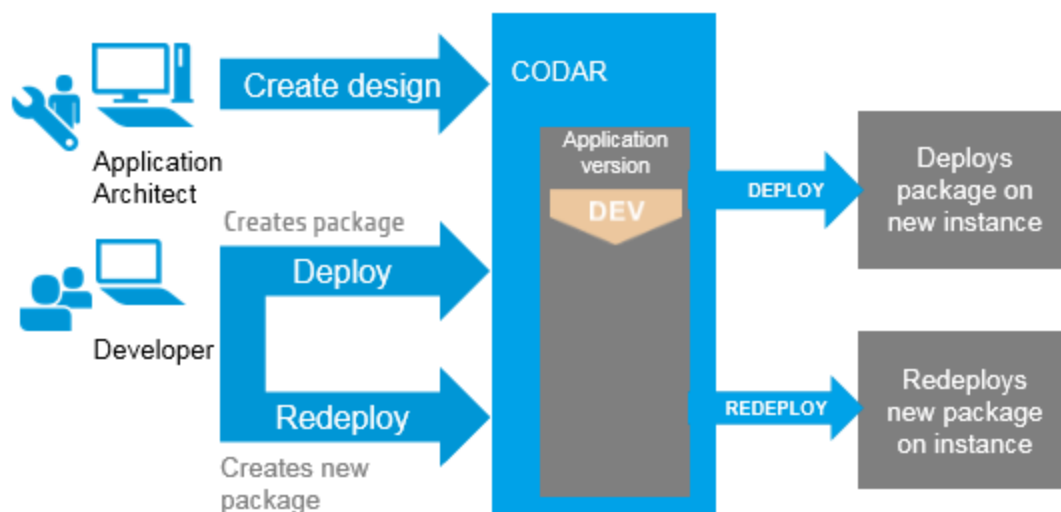 Create design
Application
Architect
CODAR
Application
version
DEV
DEPLOY
Deploys
package on
new instance
Creates package
Deploy
Developer
Redeploy
Creates new
package
REDEPLOY
Redeploys
new package
on instance